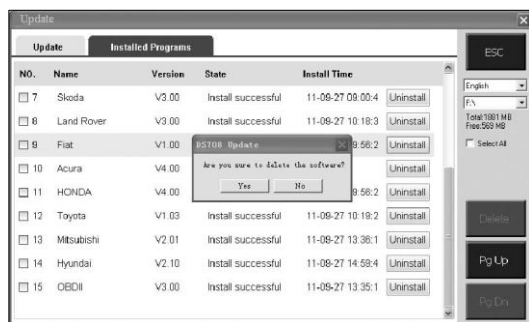 Update
Update Installed Programs
NO. Name Version State Install Time
7 Skoda V3.00 Install successful 11-09-27 09:00:4 Uninstall
8 Land Rover V3.00 Install successful 11-09-27 10:18:3 Uninstall
9 Fiat V1.00 9:56:2 Uninstall
10 Acura V4.00 Uninstall
11 HONDA V4.00 9:56:2 Uninstall
12 Toyota V1.03 Install successful 11-09-27 10:19:2 Uninstall
13 Mitsubishi V2.01 Install successful 11-09-27 13:36:1 Uninstall
14 Hyundai V2.10 Install successful 11-09-27 14:59:4 Uninstall
15 OBDII V3.00 Install successful 11-09-27 13:35:1 Uninstall
DS708 Update
Are you sure to delete the software?
Yes No
ESC
English
F:\
Total:1881 MB
Free:569 MB
Select All
Delete
Pg Up
Pg Dn